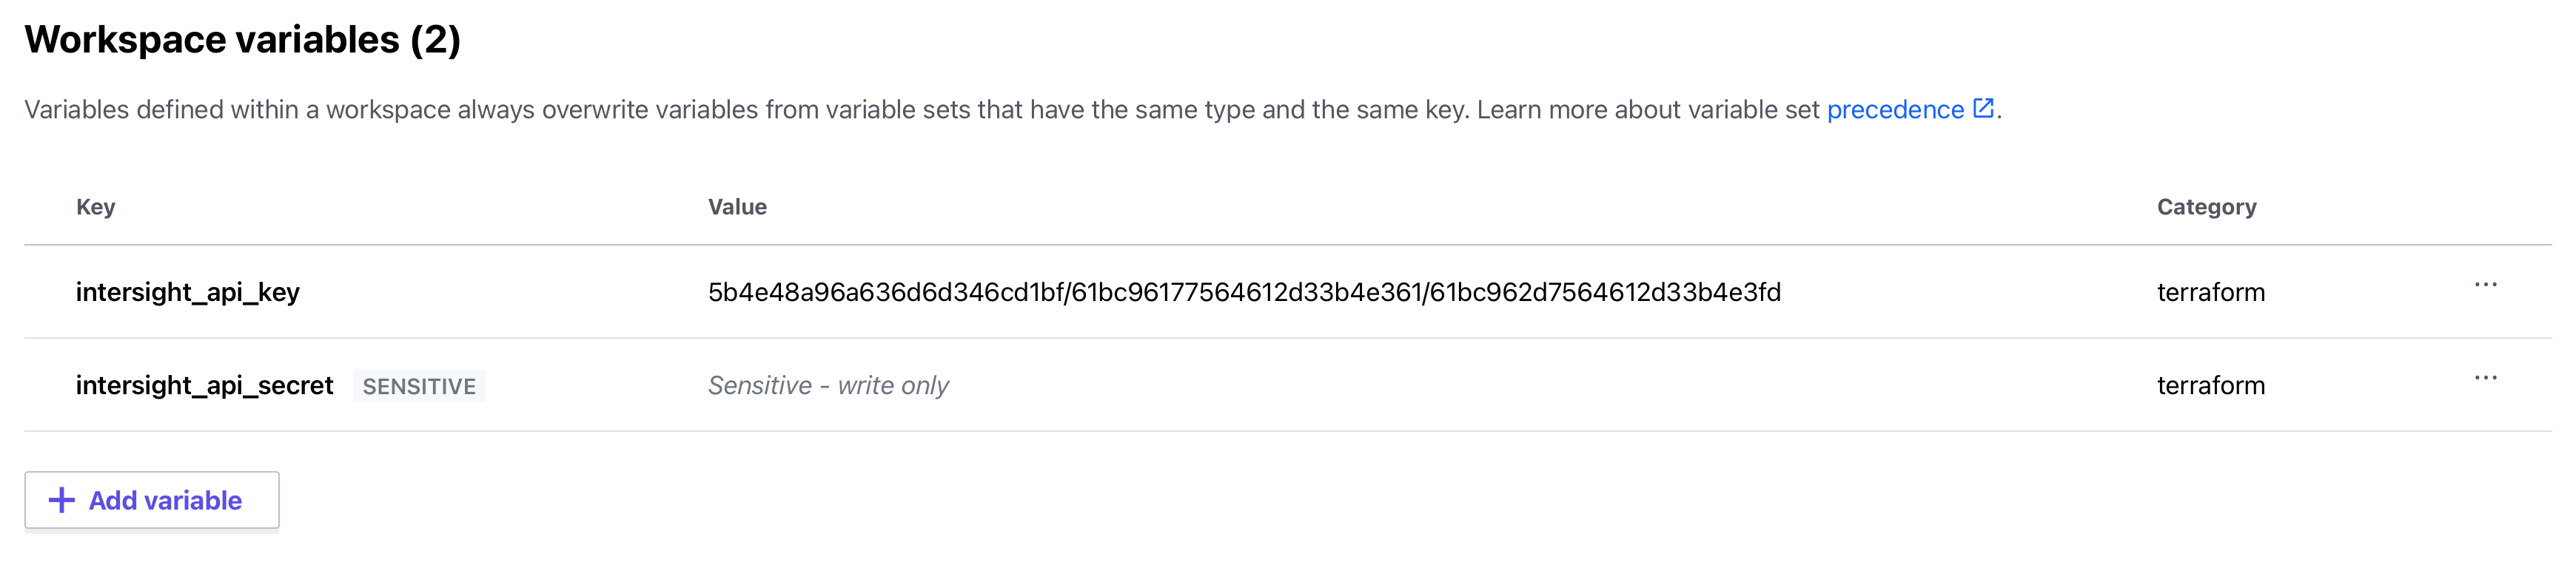 Workspace variables (2)
Variables defined within a workspace always overwrite variables from variable sets that have the same type and the same key. Learn more about variable set precedence.
Key Value Category
intersight_api_key 5b4e48a96a636d6d346cd1bf/61bc96177564612d33b4e361/61bc962d7564612d33b4e3fd terraform ...
intersight_api_secret SENSITIVE Sensitive - write only terraform ...
+ Add variable